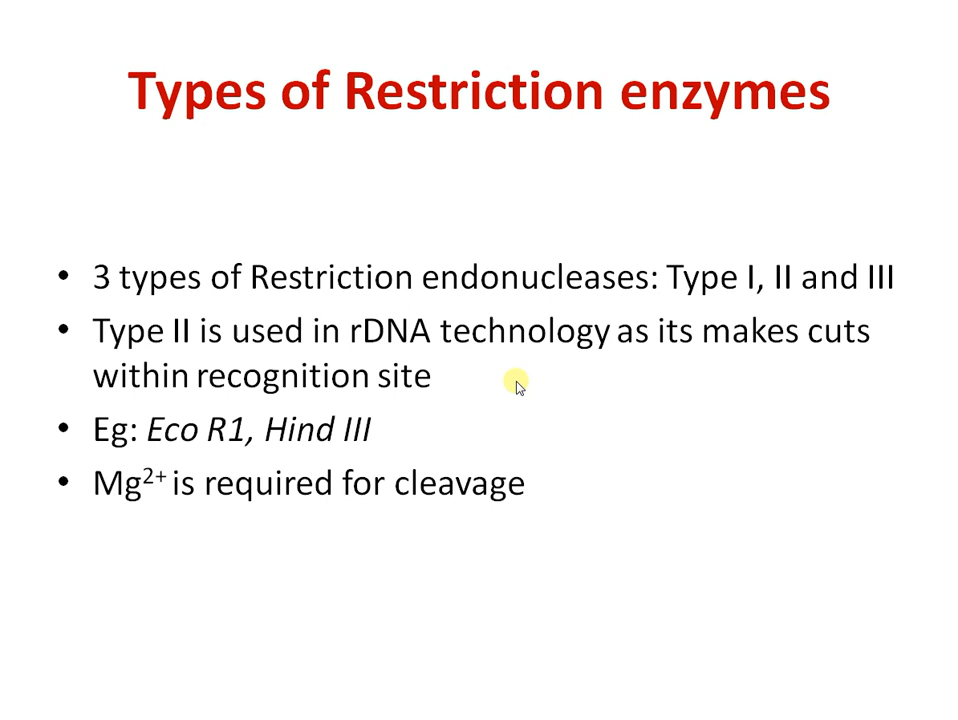 Types of Restriction enzymes
• 3 types of Restriction endonucleases: Type I, II and III
• Type II is used in rDNA technology as its makes cuts
within recognition site
• Eg: Eco R1, Hind III
• Mg²⁺ is required for cleavage